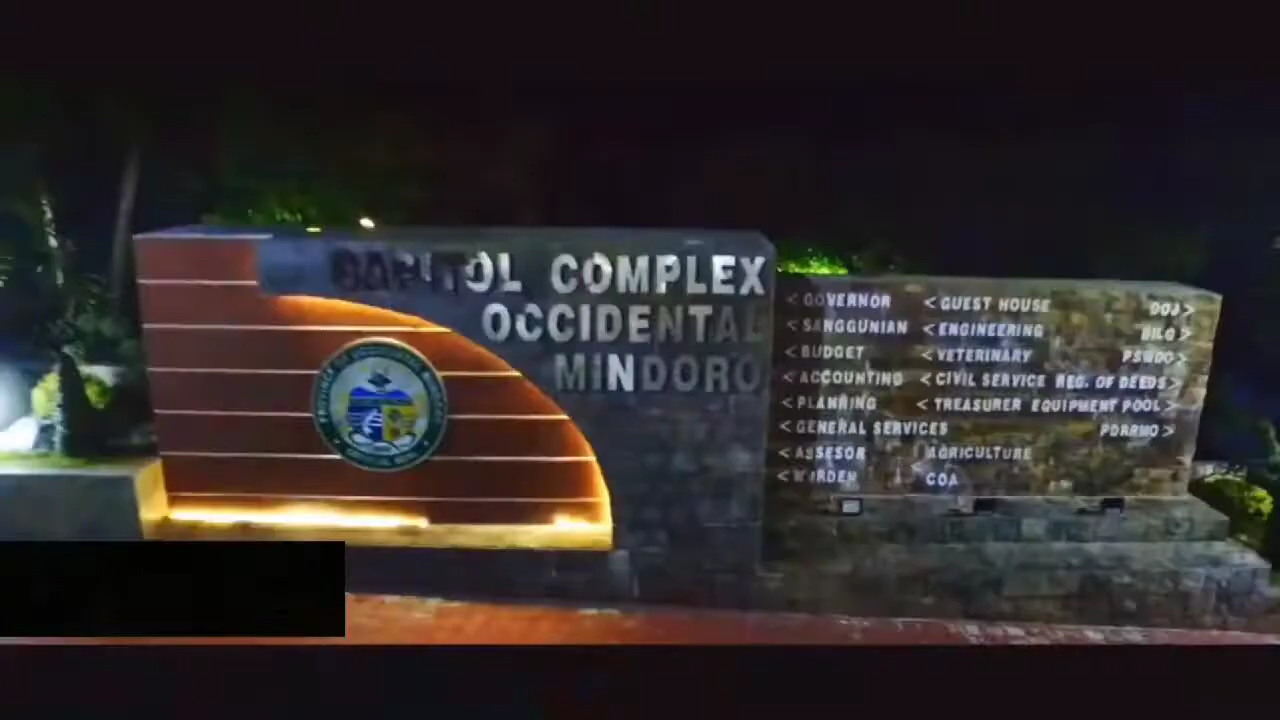 CAPITOL COMPLEX
OCCIDENTAL
MINDORO
< GOVERNOR < GUEST HOUSE DOJ >
< SANGGUNIAN < ENGINEERING BILG >
< BUDGET < VETERINARY PSWDO >
< ACCOUNTING < CIVIL SERVICE REG. OF DEEDS >
< PLANNING < TREASURER EQUIPMENT POOL >
< GENERAL SERVICES PDRRMO >
< ASSESOR < AGRICULTURE
< WARDEN COA